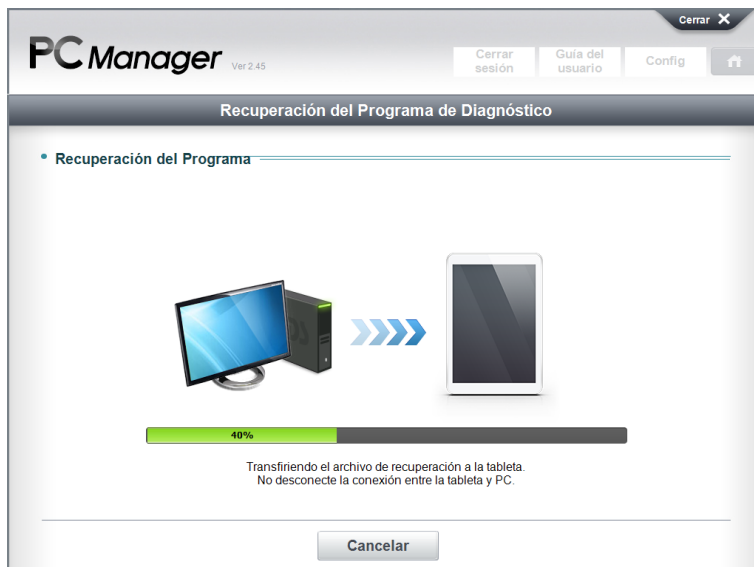 Cerrar X
PC Manager Ver 2.45
Cerrar sesión
Guía del usuario
Config
Recuperación del Programa de Diagnóstico
Recuperación del Programa
40%
Transfiriendo el archivo de recuperación a la tableta.
No desconecte la conexión entre la tableta y PC.
Cancelar